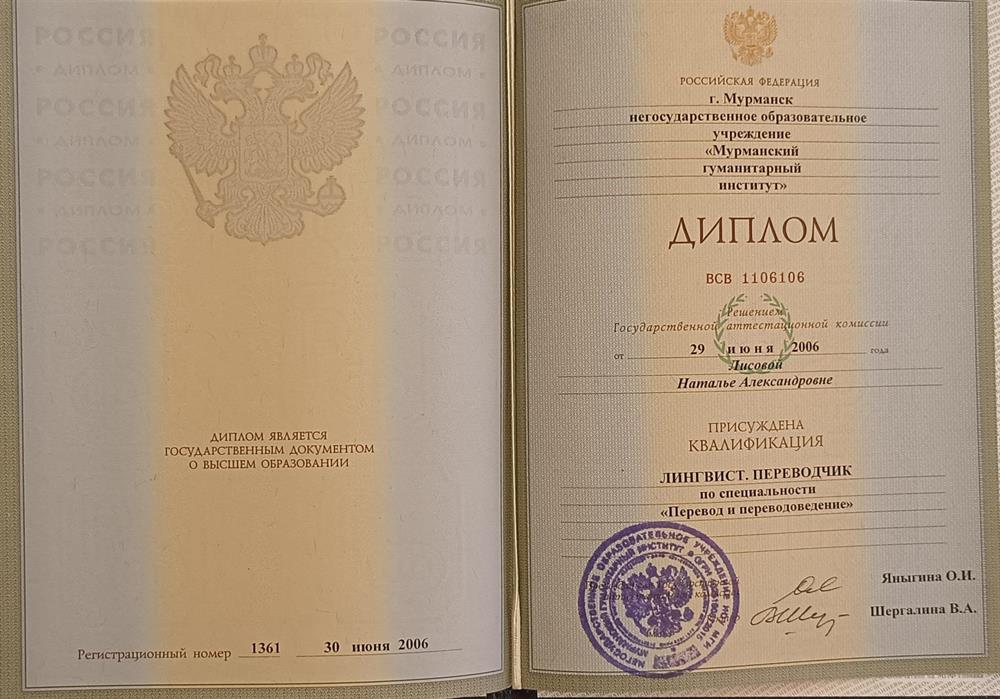 РОССИЯ РОССИЯ
ДИПЛОМ ДИПЛОМ
РОССИЯ РОССИЯ
ДИПЛОМ ДИПЛОМ
РОССИЯ РОССИЯ
ДИПЛОМ ДИПЛОМ
РОССИЯ РОССИЯ
ДИПЛОМ ЯВЛЯЕТСЯ
ГОСУДАРСТВЕННЫМ ДОКУМЕНТОМ
О ВЫСШЕМ ОБРАЗОВАНИИ
Регистрационный номер 1361 30 июня 2006
РОССИЙСКАЯ ФЕДЕРАЦИЯ
г. Мурманск
негосударственное образовательное
учреждение
«Мурманский
гуманитарный
институт»
ДИПЛОМ
ВСВ 1106106
Решением
Государственной аттестационной комиссии
от 29 июня 2006 года
Лисовой
Наталье Александровне
ПРИСУЖДЕНА
КВАЛИФИКАЦИЯ
ЛИНГВИСТ. ПЕРЕВОДЧИК
по специальности
«Перевод и переводоведение»
НЕГОСУДАРСТВЕННОЕ ОБРАЗОВАТЕЛЬНОЕ УЧРЕЖДЕНИЕ
Яныгина О.И.
Шергалина В.А.